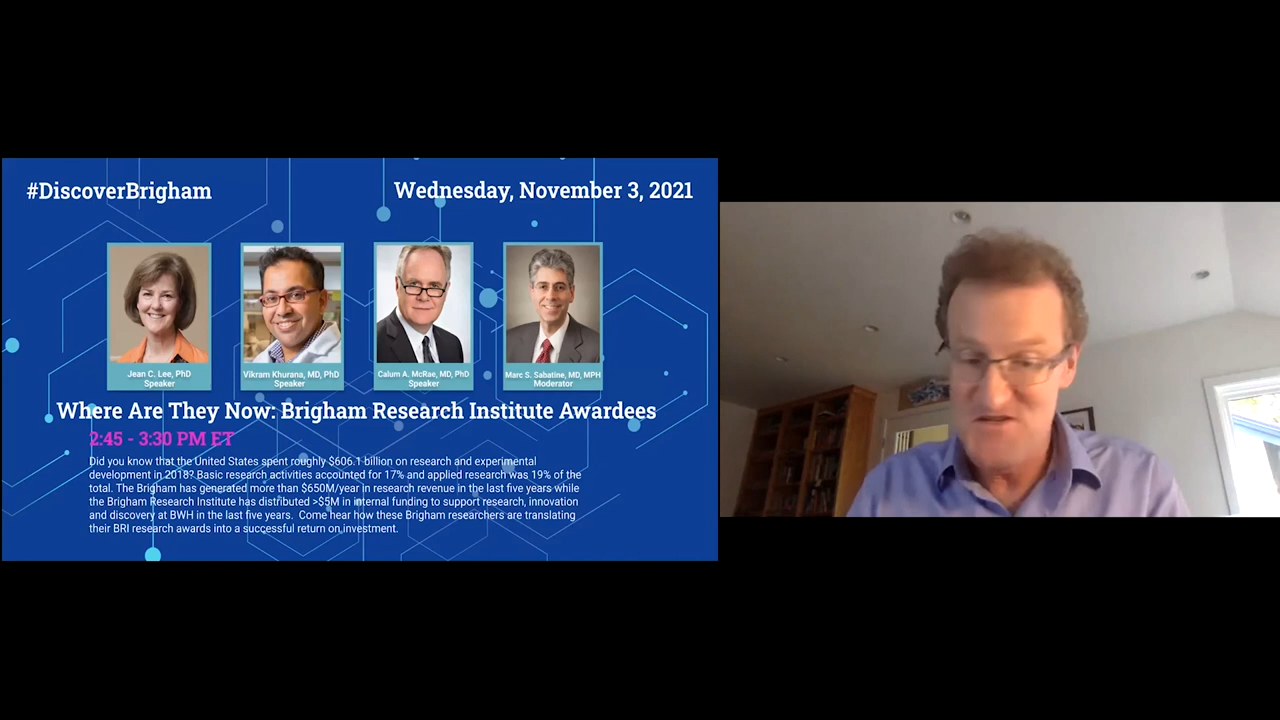 #DiscoverBrigham
Wednesday, November 3, 2021
Jean C. Lee, PhD
Speaker
Vikram Khurana, MD, PhD
Speaker
Calum A. McRae, MD, PhD
Speaker
Marc S. Sabatine, MD, MPH
Moderator
Where Are They Now: Brigham Research Institute Awardees
2:45 - 3:30 PM ET
Did you know that the United States spent roughly $606.1 billion on research and experimental
development in 2018? Basic research activities accounted for 17% and applied research was 19% of the
total. The Brigham has generated more than $650M/year in research revenue in the last five years while
the Brigham Research Institute has distributed >$5M in internal funding to support research, innovation
and discovery at BWH in the last five years. Come hear how these Brigham researchers are translating
their BRI research awards into a successful return on investment.